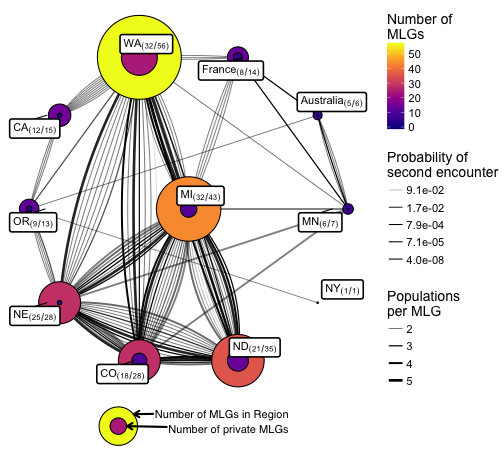 WA(32/56)
France(8/14)
Australia(5/6)
CA(12/15)
MI(32/43)
OR(9/13)
MN(6/7)
NY(1/1)
NE(25/28)
ND(21/35)
CO(18/28)
Number of MLGs in Region
Number of private MLGs
Number of
MLGs
50
40
30
20
10
0
Probability of
second encounter
9.1e-02
1.7e-02
7.9e-04
7.1e-05
4.0e-08
Populations
per MLG
2
3
4
5